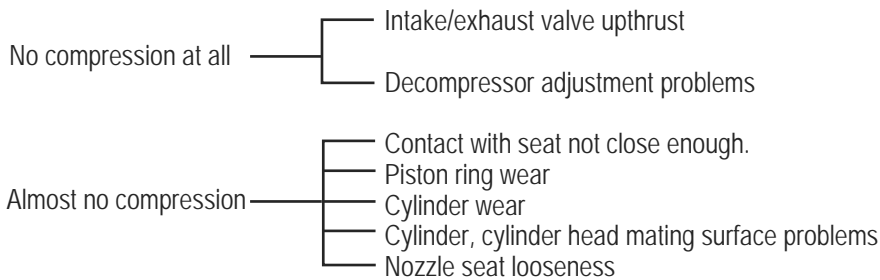 No compression at all
Intake/exhaust valve upthrust
Decompressor adjustment problems
Almost no compression
Contact with seat not close enough.
Piston ring wear
Cylinder wear
Cylinder, cylinder head mating surface problems
Nozzle seat looseness